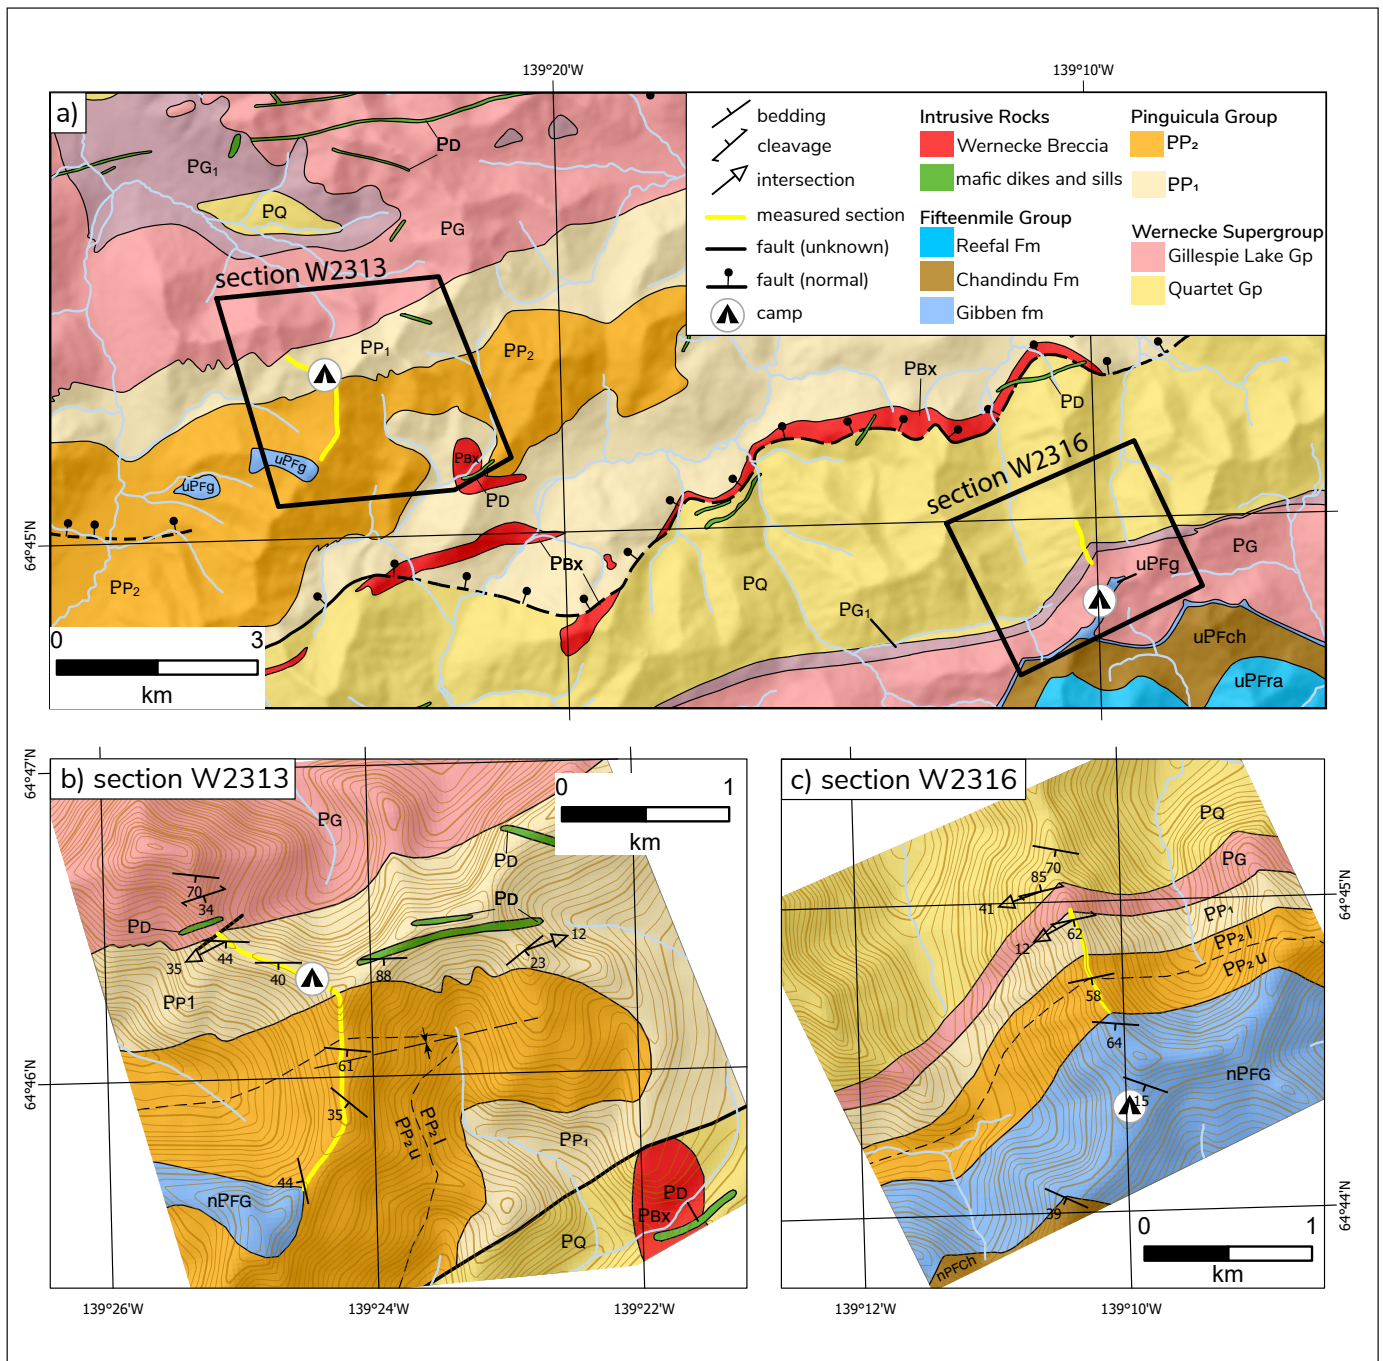 139°20'W
139°10'W
a)
bedding
cleavage
intersection
measured section
fault (unknown)
fault (normal)
camp
Intrusive Rocks
Wernecke Breccia
mafic dikes and sills
Fifteenmile Group
Reefal Fm
Chandindu Fm
Gibben fm
Pinguicula Group
PP₂
PP₁
Wernecke Supergroup
Gillespie Lake Gp
Quartet Gp
PD
PG₁
PQ
PG
section W2313
PP₁
PP₂
PBx
PD
section W2316
uPFg
PBx
uPFg
PD
64°45'N
PG
PBx
uPFg
PQ
PP₂
PG₁
uPFch
uPFra
0 3
km
64°47'N
b) section W2313
0 1
km
PG
PD
70
34
PD
PD
12
35
44
40
88
23
PP1
64°46'N
61
35
PP₂l
PP₂u
PP₁
44
nPFG
PD
PBx
PQ
139°26'W
139°24'W
139°22'W
c) section W2316
PQ
70
85
PG
41
64°45'N
PP₁
12
62
PP₂l
PP₂u
58
64
nPFG
15
39
64°44'N
nPFCh
0 1
km
139°12'W
139°10'W